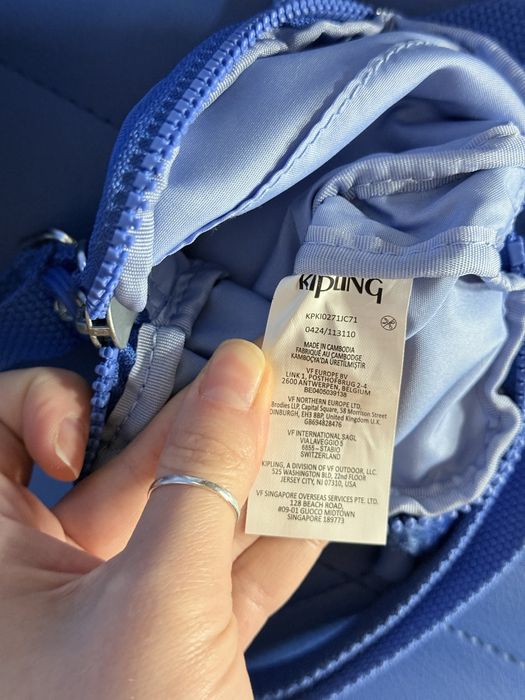 KIPLING
KPKI0271JC71
0424/113110
MADE IN CAMBODIA
FABRIQUÉ AU CAMBODGE
KAMBOÇYA'DA ÜRETİLMİŞTİR
VF EUROPE BV
LINK 1, POSTHOFBRUG 2-4
2600 ANTWERPEN, BELGIUM
BE0405039138
VF NORTHERN EUROPE LTD/
Brodies LLP, Capital Square, 58 Morrison Street
EDINBURGH, EH3 8BP, United Kingdom U.K.
GB694828476
VF INTERNATIONAL SAGL
VIA LAVEGGIO 5
6855 - STABIO
SWITZERLAND
KIPLING, A DIVISION OF VF OUTDOOR, LLC.
525 WASHINGTON BLD, 22ND FLOOR
JERSEY CITY, NJ 07310, USA
VF SINGAPORE OVERSEAS SERVICES PTE. LTD.
128 BEACH ROAD,
#09-01 GUOCO MIDTOWN
SINGAPORE 189773